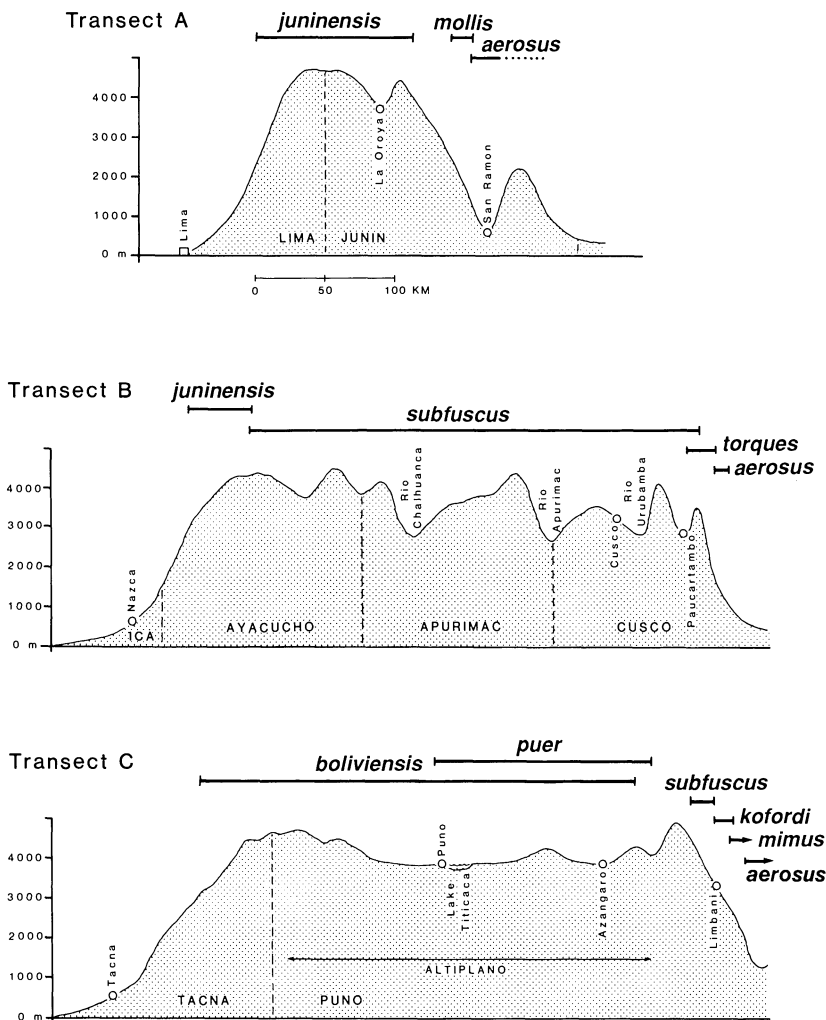 Transect A
juninensis
mollis
aerosus
4000
3000
2000
1000
0 m
Lima
La Oroya
San Ramon
LIMA
JUNIN
0
50
100 KM
Transect B
juninensis
subfuscus
torques
aerosus
4000
3000
2000
1000
0 m
Nazca
Rio
Chalhuanca
Rio
Apurimac
Cusco
Rio
Urubamba
Paucartambo
ICA
AYACUCHO
APURIMAC
CUSCO
Transect C
boliviensis
puer
subfuscus
kofordi
mimus
aerosus
4000
3000
2000
1000
0 m
Tacna
Puno
Lake
Titicaca
Azangaro
Limbani
ALTIPLANO
TACNA
PUNO